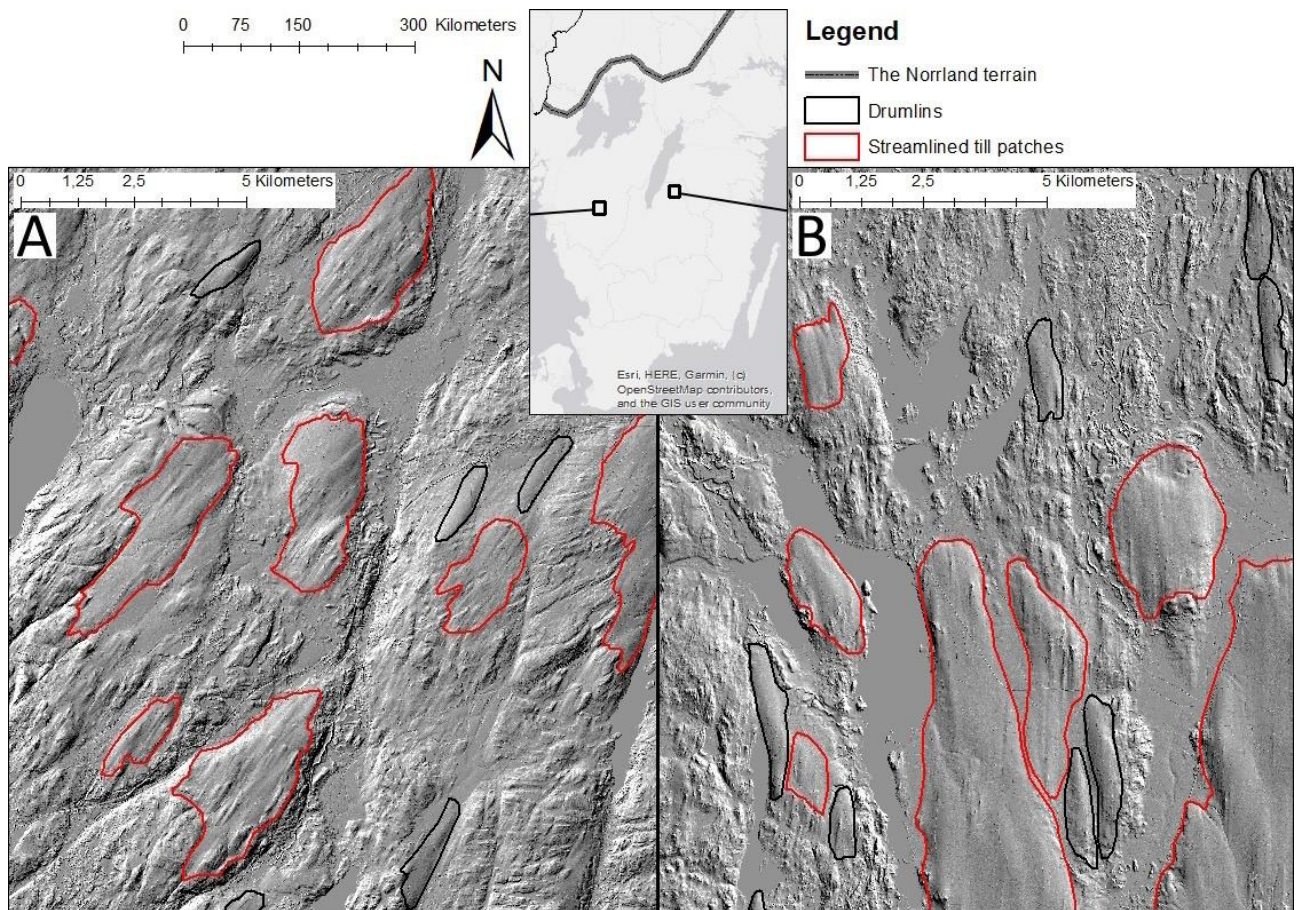 0 75 150 300 Kilometers
N
Legend
The Norrland terrain
Drumlins
Streamlined till patches
Esri, HERE, Garmin, (c)
OpenStreetMap contributors,
and the GIS user community
0 1,25 2,5 5 Kilometers
A
0 1,25 2,5 5 Kilometers
B